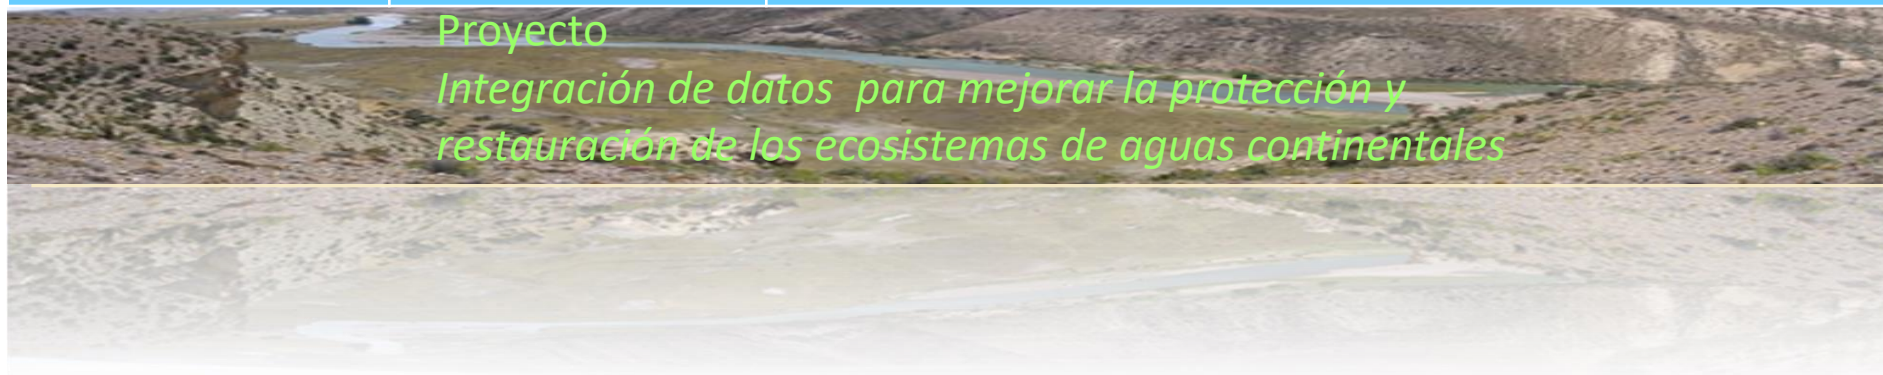 Proyecto
Integración de datos  para mejorar la protección y
restauración de los ecosistemas de aguas continentales